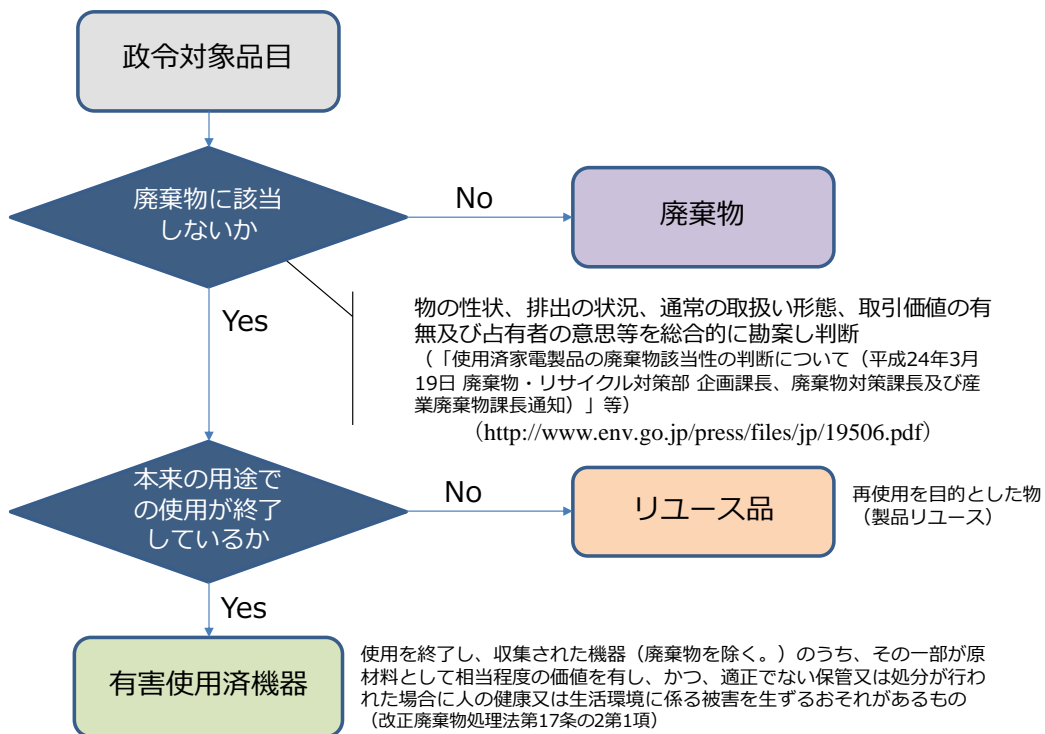 政令対象品目
廃棄物に該当
しないか
No
廃棄物
Yes
物の性状、排出の状況、通常の取扱い形態、取引価値の有
無及び占有者の意思等を総合的に勘案し判断
（「使用済家電製品の廃棄物該当性の判断について（平成24年3月
19日 廃棄物・リサイクル対策部 企画課長、廃棄物対策課長及び産
業廃棄物課長通知）」等）
（http://www.env.go.jp/press/files/jp/19506.pdf）
本来の用途で
の使用が終了
しているか
No
リユース品
再使用を目的とした物
（製品リユース）
Yes
有害使用済機器
使用を終了し、収集された機器（廃棄物を除く。）のうち、その一部が原
材料として相当程度の価値を有し、かつ、適正でない保管又は処分が行わ
れた場合に人の健康又は生活環境に係る被害を生ずるおそれがあるもの
（改正廃棄物処理法第17条の2第1項）